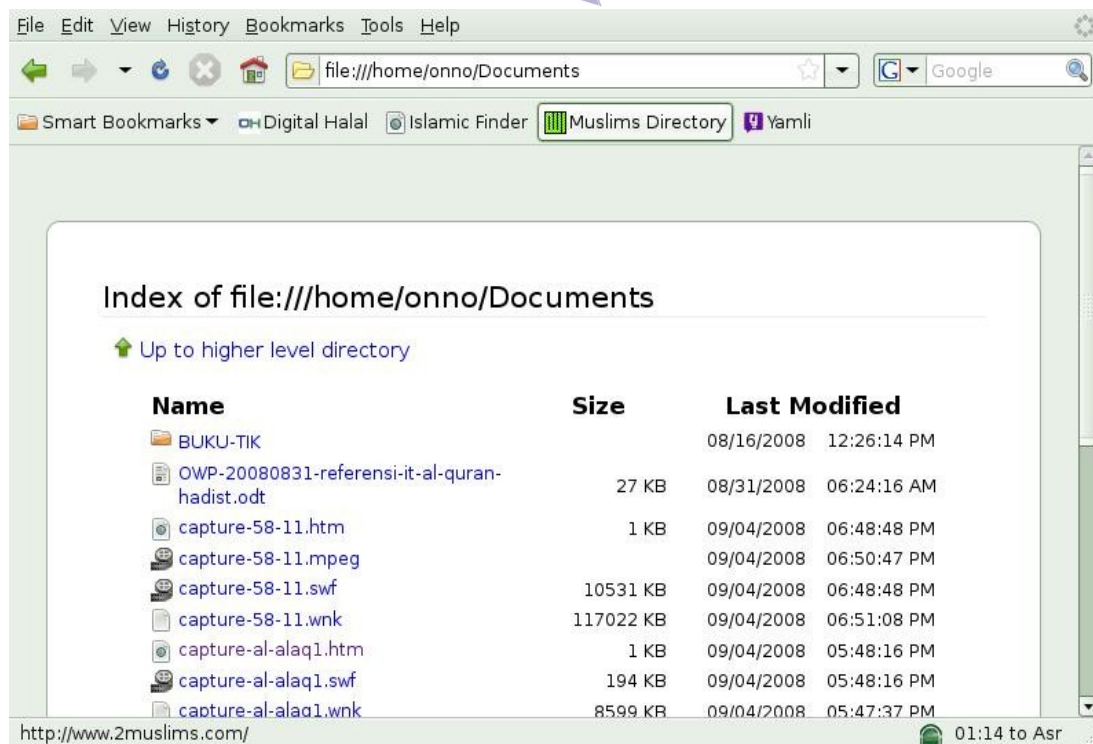 File Edit View History Bookmarks Tools Help
file:///home/onno/Documents G Google
Smart Bookmarks DH Digital Halal Islamic Finder Muslims Directory Yamli
Index of file:///home/onno/Documents
Up to higher level directory
Name Size Last Modified
BUKU-TIK 08/16/2008 12:26:14 PM
OWP-20080831-referensi-it-al-quran-
hadist.odt 27 KB 08/31/2008 06:24:16 AM
capture-58-11.htm 1 KB 09/04/2008 06:48:48 PM
capture-58-11.mpeg 09/04/2008 06:50:47 PM
capture-58-11.swf 10531 KB 09/04/2008 06:48:48 PM
capture-58-11.wnk 117022 KB 09/04/2008 06:51:08 PM
capture-al-alaq1.htm 1 KB 09/04/2008 05:48:16 PM
capture-al-alaq1.swf 194 KB 09/04/2008 05:48:16 PM
capture-al-alaq1.wnk 8599 KB 09/04/2008 05:47:37 PM
http://www.2muslims.com/ 01:14 to Asr